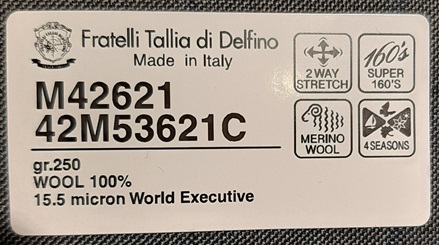 Fratelli Tallia di Delfino
Made in Italy
M42621
42M53621C
gr.250
WOOL 100%
15.5 micron World Executive
2 WAY
STRETCH
160's
SUPER
160'S
MERINO
WOOL
4 SEASONS